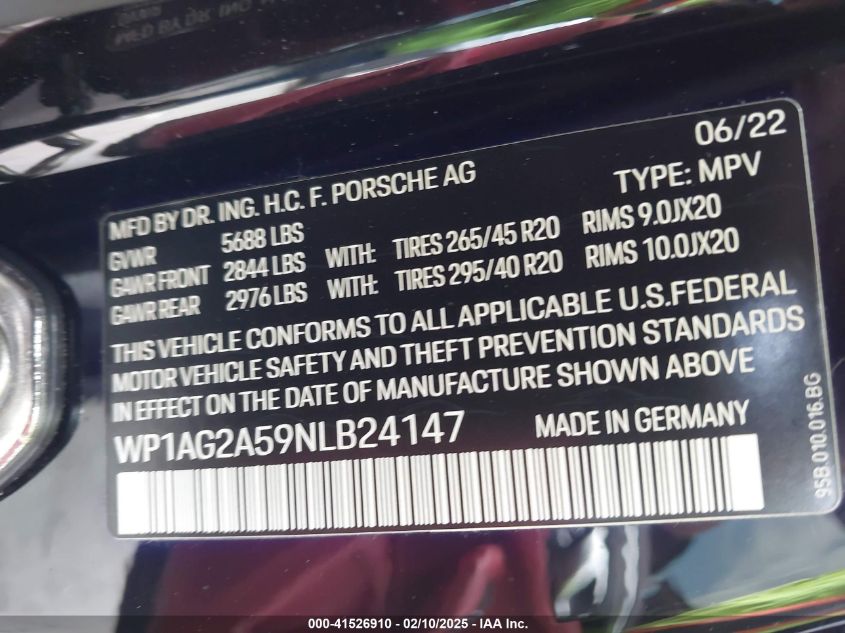 06/22
MFD BY DR. ING. H.C. F. PORSCHE AG TYPE: MPV
GVWR 5688 LBS
GAWR FRONT 2844 LBS WITH: TIRES 265/45 R20 RIMS 9.0JX20
GAWR REAR 2976 LBS WITH: TIRES 295/40 R20 RIMS 10.0JX20
THIS VEHICLE CONFORMS TO ALL APPLICABLE U.S.FEDERAL
MOTOR VEHICLE SAFETY AND THEFT PREVENTION STANDARDS
IN EFFECT ON THE DATE OF MANUFACTURE SHOWN ABOVE
WP1AG2A59NLB24147 MADE IN GERMANY
95B.010.016.BG
000-41526910 - 02/10/2025 - IAA Inc.